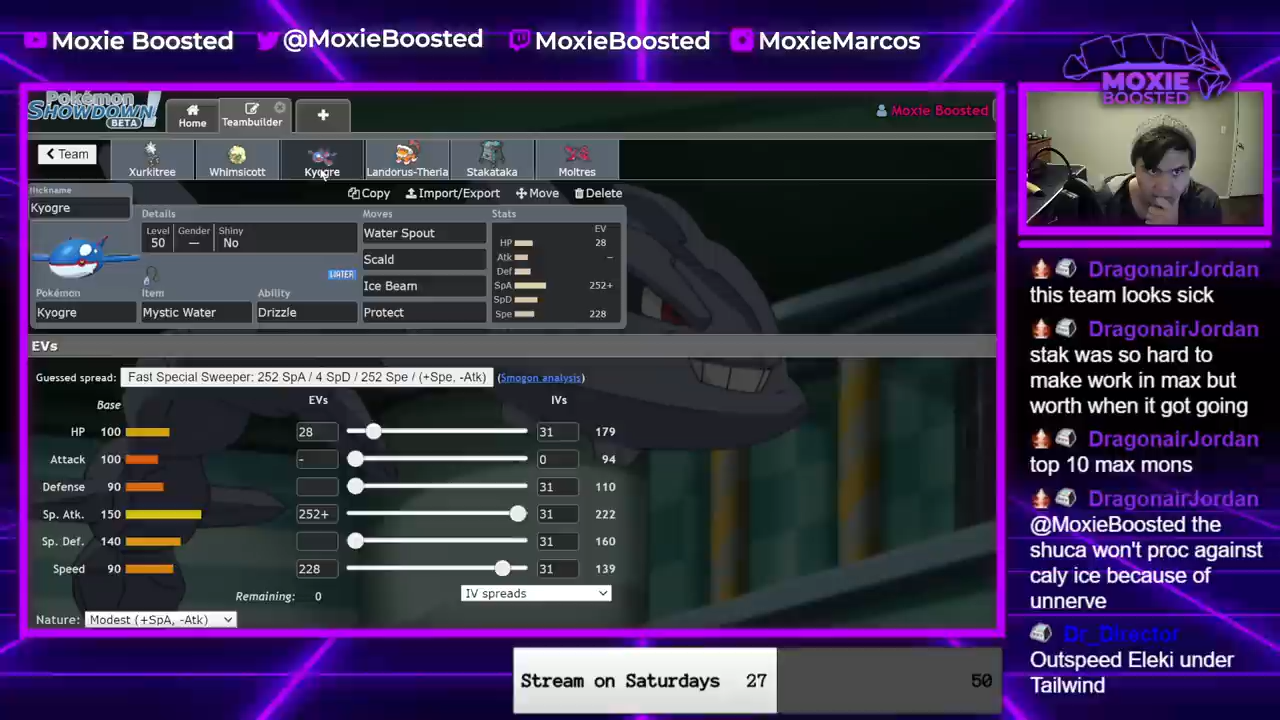 Moxie Boosted @MoxieBoosted MoxieBoosted MoxieMarcos
MOXIE
BOOSTED
Pokémon
SHOWDOWN!
BETA
Home
Teambuilder
+
Moxie Boosted
< Team
Xurkitree Whimsicott Kyogre Landorus-Theria Stakataka Moltres
Copy Import/Export Move Delete
Nickname
Kyogre
Details
Level Gender Shiny
50 — No
WATER
Pokémon Item Ability
Kyogre Mystic Water Drizzle
Moves
Water Spout
Scald
Ice Beam
Protect
Stats
EV
HP 28
Atk –
Def
SpA 252+
SpD
Spe 228
EVs
Guessed spread: Fast Special Sweeper: 252 SpA / 4 SpD / 252 Spe / (+Spe, -Atk) (Smogon analysis)
Base EVs IVs
HP 100 28 31 179
Attack 100 - 0 94
Defense 90 31 110
Sp. Atk. 150 252+ 31 222
Sp. Def. 140 31 160
Speed 90 228 31 139
Remaining: 0 IV spreads
Nature: Modest (+SpA, -Atk)
DragonairJordan
this team looks sick
DragonairJordan
stak was so hard to
make work in max but
worth when it got going
DragonairJordan
top 10 max mons
DragonairJordan
@MoxieBoosted the
shuca won't proc against
caly ice because of
unnerve
Dr_Director
Outspeed Eleki under
Tailwind
Stream on Saturdays 27 50